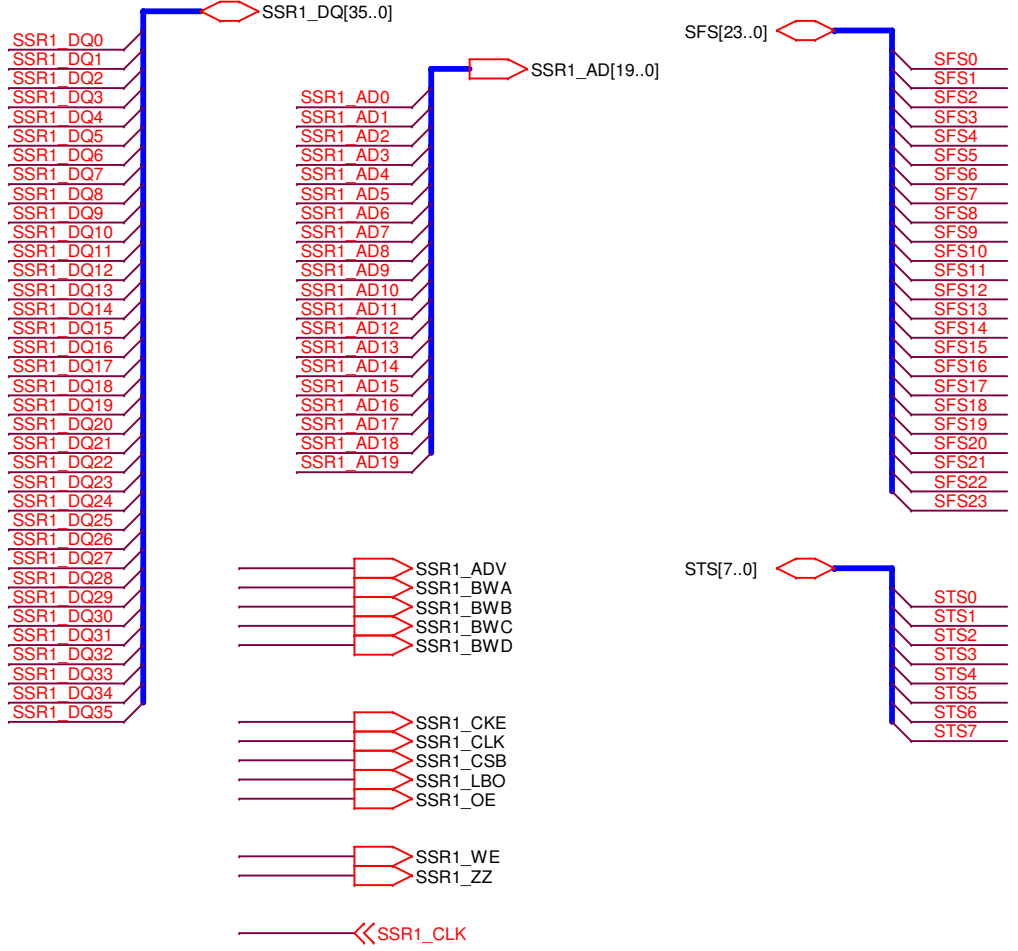 SSR1_DQ[35..0]
SSR1_DQ0
SSR1_DQ1
SSR1_DQ2
SSR1_DQ3
SSR1_DQ4
SSR1_DQ5
SSR1_DQ6
SSR1_DQ7
SSR1_DQ8
SSR1_DQ9
SSR1_DQ10
SSR1_DQ11
SSR1_DQ12
SSR1_DQ13
SSR1_DQ14
SSR1_DQ15
SSR1_DQ16
SSR1_DQ17
SSR1_DQ18
SSR1_DQ19
SSR1_DQ20
SSR1_DQ21
SSR1_DQ22
SSR1_DQ23
SSR1_DQ24
SSR1_DQ25
SSR1_DQ26
SSR1_DQ27
SSR1_DQ28
SSR1_DQ29
SSR1_DQ30
SSR1_DQ31
SSR1_DQ32
SSR1_DQ33
SSR1_DQ34
SSR1_DQ35
SSR1_AD[19..0]
SSR1_AD0
SSR1_AD1
SSR1_AD2
SSR1_AD3
SSR1_AD4
SSR1_AD5
SSR1_AD6
SSR1_AD7
SSR1_AD8
SSR1_AD9
SSR1_AD10
SSR1_AD11
SSR1_AD12
SSR1_AD13
SSR1_AD14
SSR1_AD15
SSR1_AD16
SSR1_AD17
SSR1_AD18
SSR1_AD19
SSR1_ADV
SSR1_BWA
SSR1_BWB
SSR1_BWC
SSR1_BWD
SSR1_CKE
SSR1_CLK
SSR1_CSB
SSR1_LBO
SSR1_OE
SSR1_WE
SSR1_ZZ
SSR1_CLK
SFS[23..0]
SFS0
SFS1
SFS2
SFS3
SFS4
SFS5
SFS6
SFS7
SFS8
SFS9
SFS10
SFS11
SFS12
SFS13
SFS14
SFS15
SFS16
SFS17
SFS18
SFS19
SFS20
SFS21
SFS22
SFS23
STS[7..0]
STS0
STS1
STS2
STS3
STS4
STS5
STS6
STS7